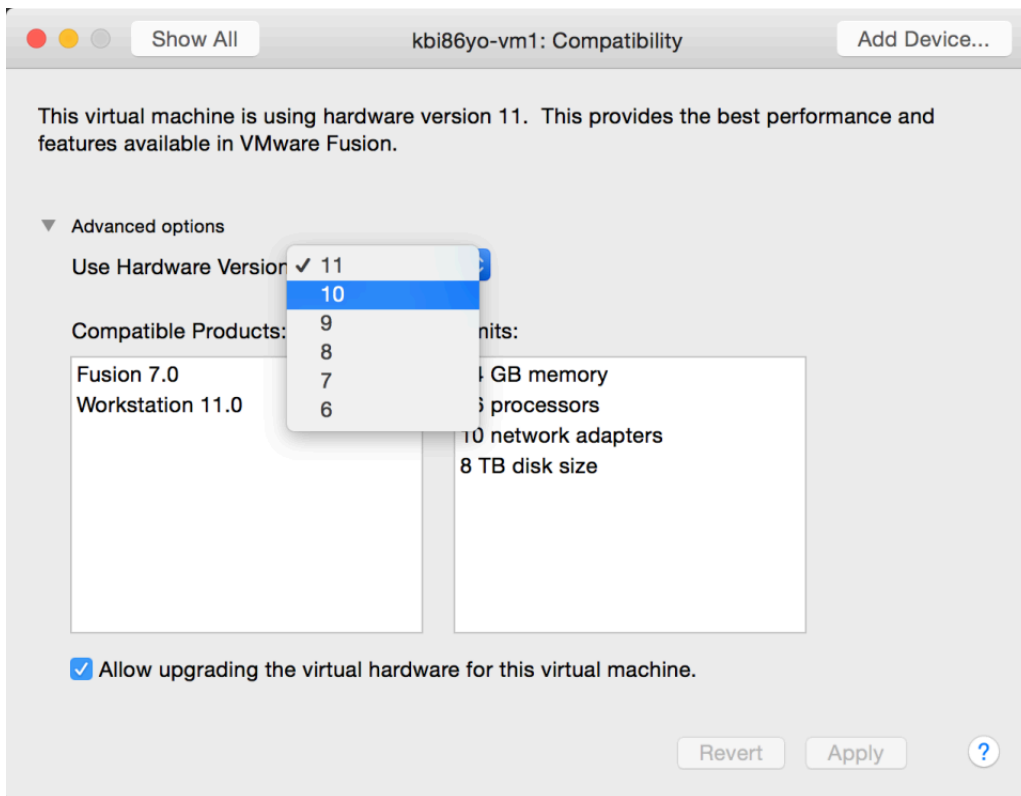 Show All
kbi86yo-vm1: Compatibility
Add Device...
This virtual machine is using hardware version 11. This provides the best performance and
features available in VMware Fusion.
Advanced options
Use Hardware Version
✓ 11
10
9
8
7
6
Compatible Products:
Fusion 7.0
Workstation 11.0
GB memory
processors
10 network adapters
8 TB disk size
Allow upgrading the virtual hardware for this virtual machine.
Revert
Apply
?